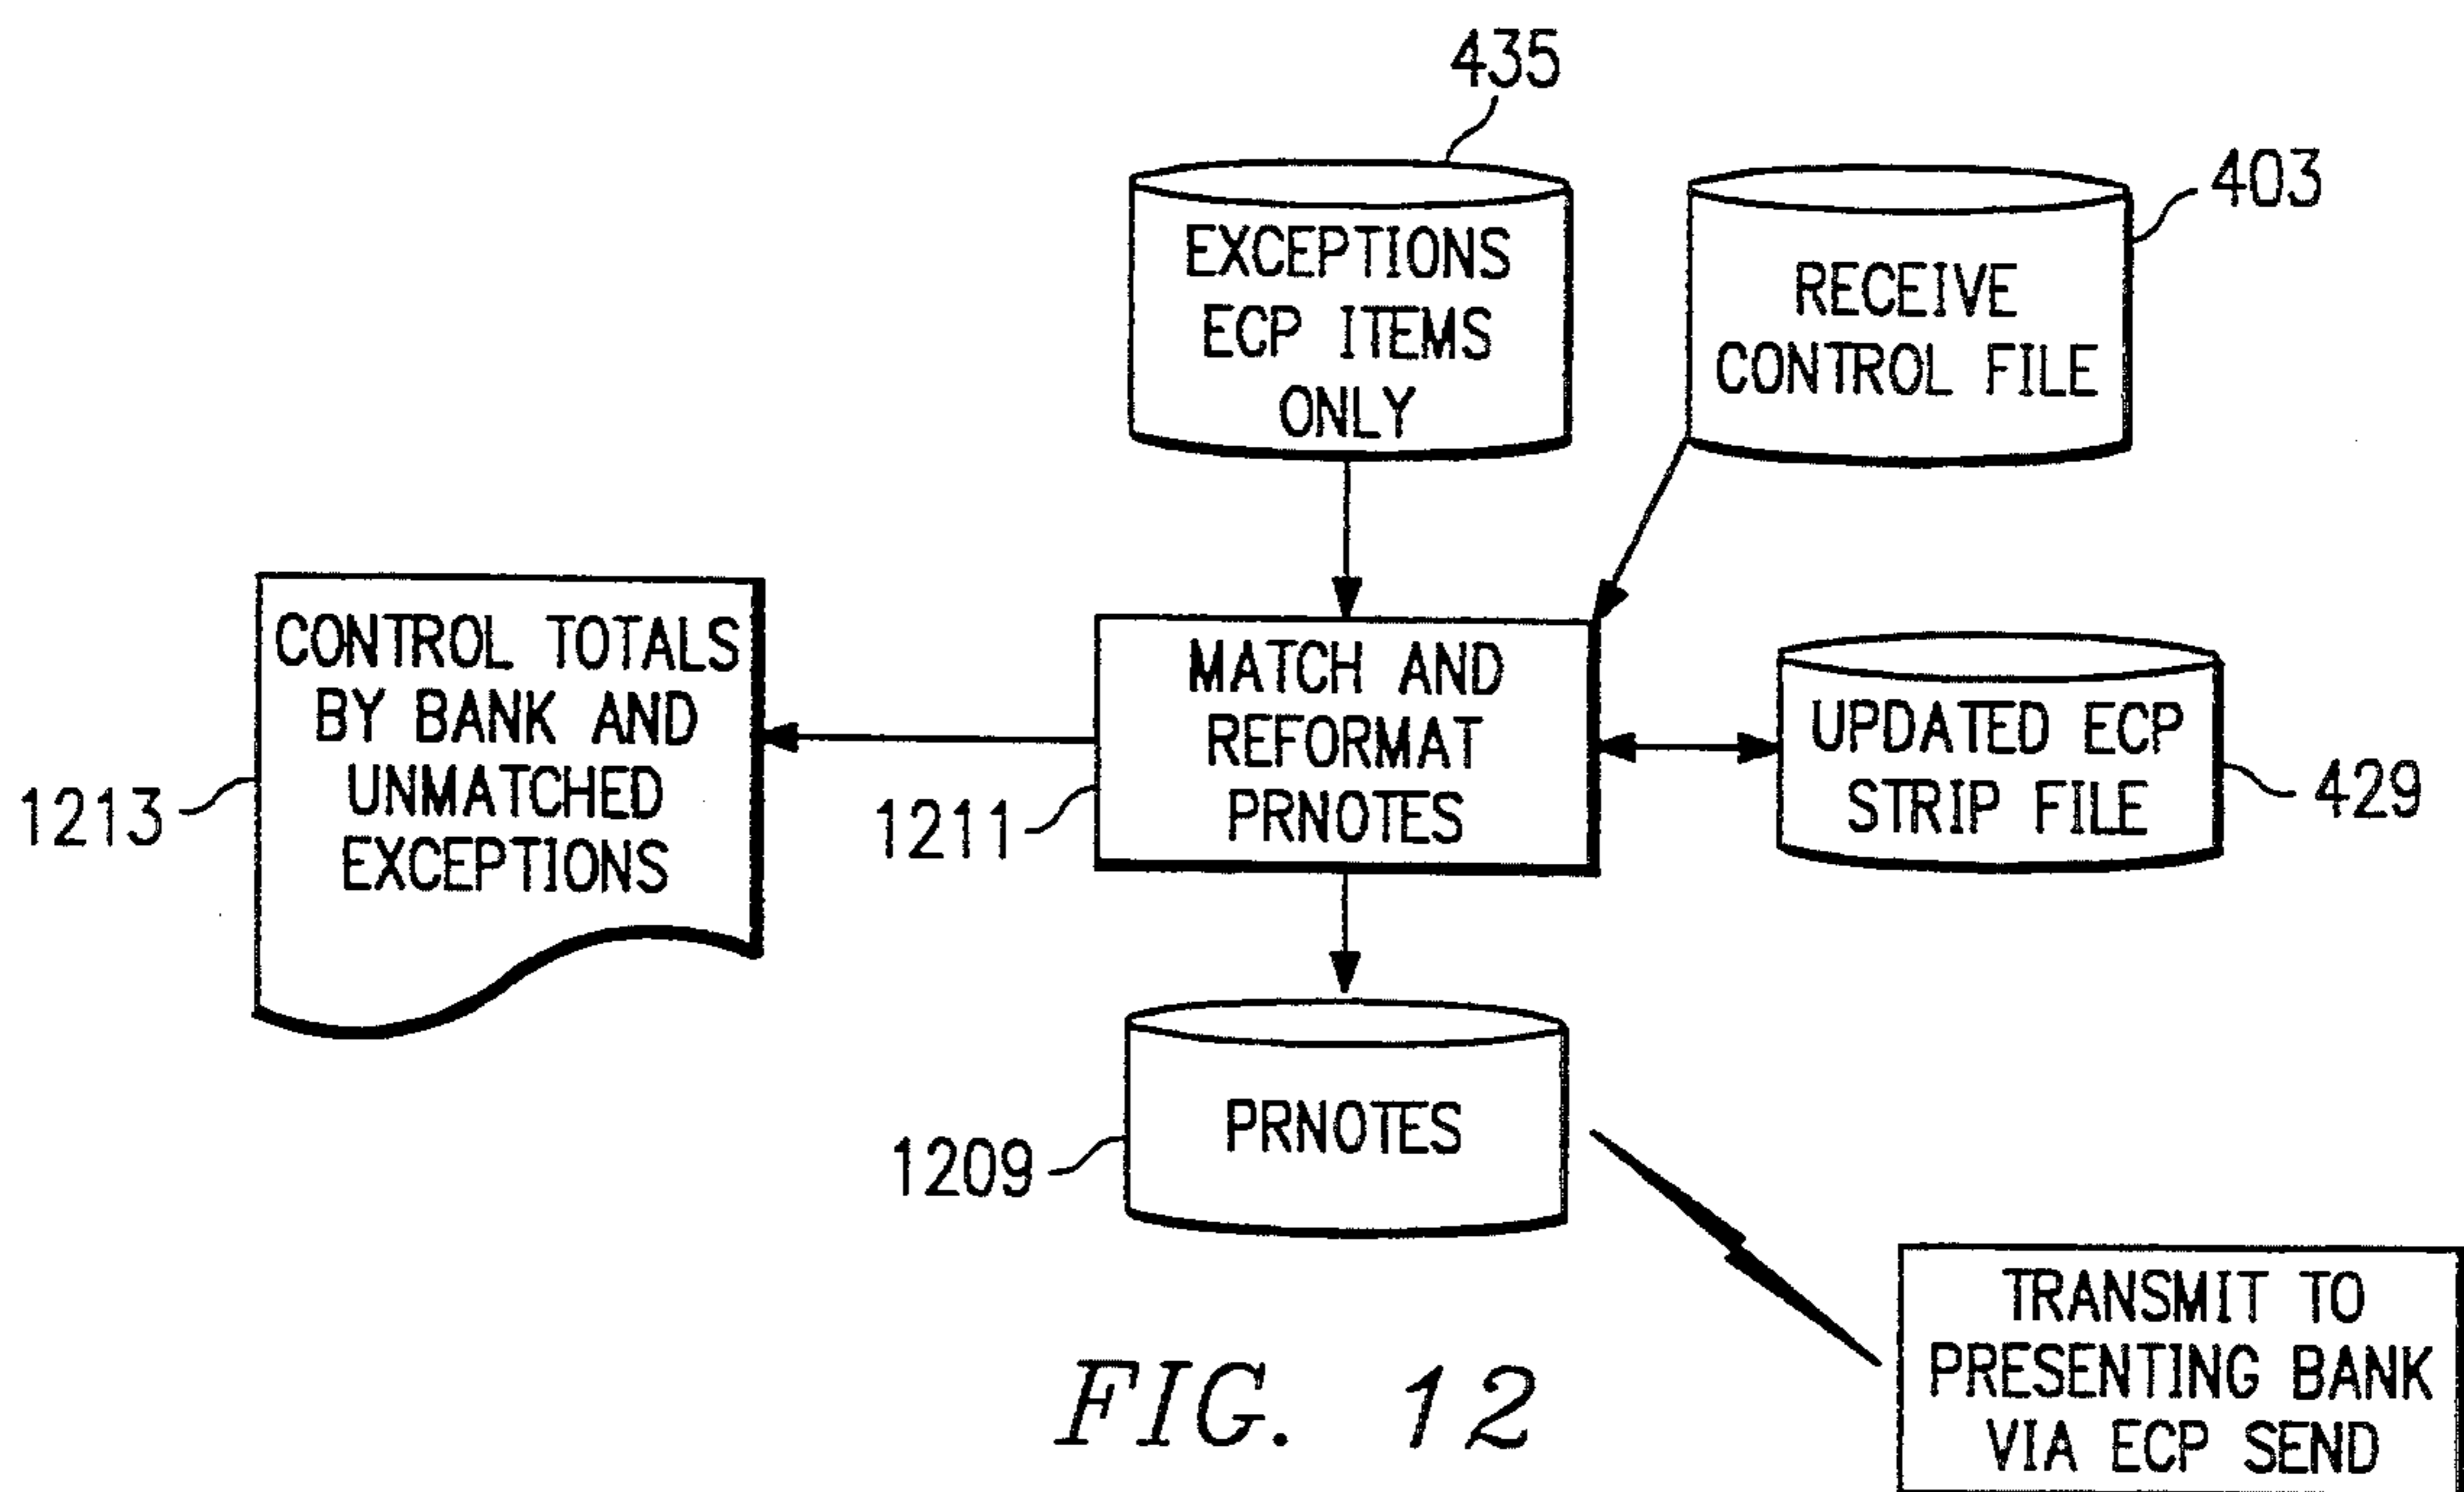 435
403
EXCEPTIONS
ECP ITEMS
ONLY
RECEIVE
CONTROL FILE
CONTROL TOTALS
BY BANK AND
UNMATCHED
EXCEPTIONS
1213
MATCH AND
REFORMAT
PRNOTES
1211
UPDATED ECP
STRIP FILE
429
PRNOTES
1209
TRANSMIT TO
PRESENTING BANK
VIA ECP SEND
FIG. 12